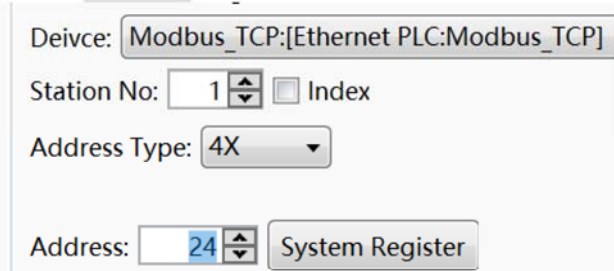 Deivce: Modbus_TCP:[Ethernet PLC:Modbus_TCP]
Station No: 1 Index
Address Type: 4X
Address: 24 System Register